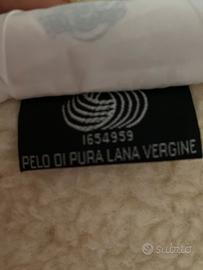 1654959
PELO DI PURA LANA VERGINE
subito